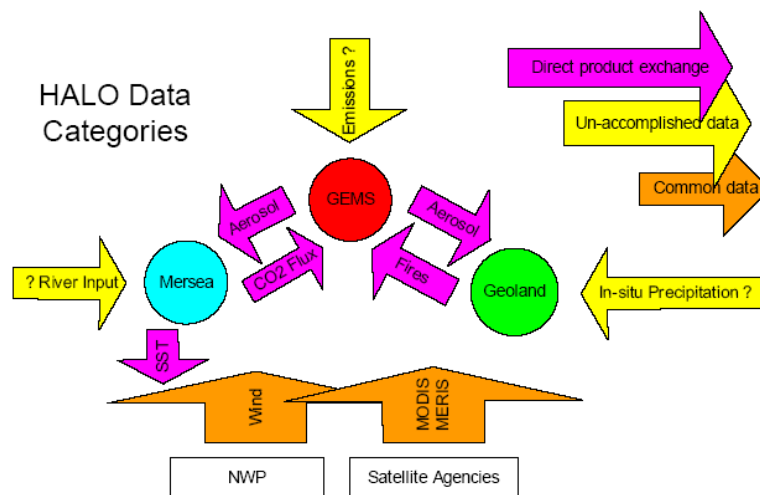 HALO Data
Categories
Emissions ?
Direct product exchange
Un-accomplished data
Common data
GEMS
Aerosol
Aerosol
CO2 Flux
Fires
? River Input
Mersea
Geoland
In-situ Precipitation ?
SST
Wind
MODIS
MERIS
NWP
Satellite Agencies